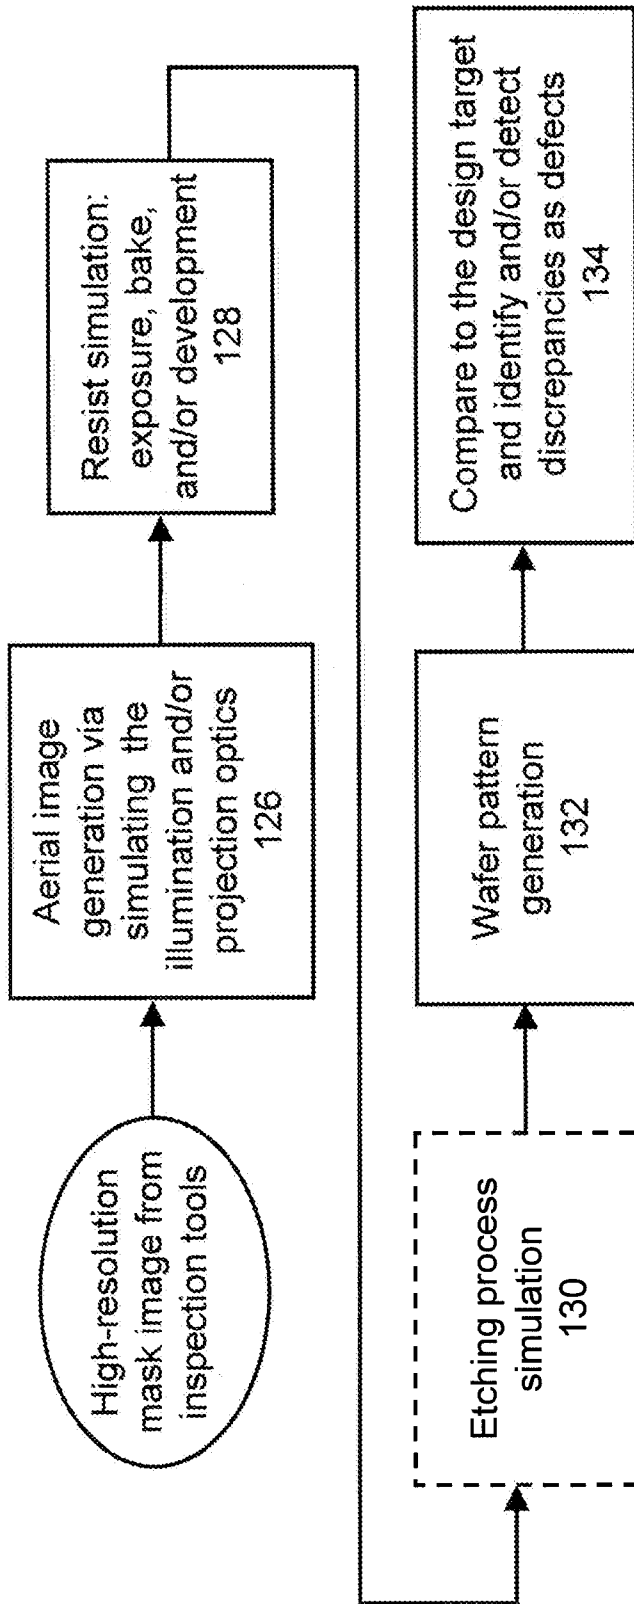 High-resolution
mask image from
inspection tools
Aerial image
generation via
simulating the
illumination and/or
projection optics
126
Resist simulation:
exposure, bake,
and/or development
128
Etching process
simulation
130
Wafer pattern
generation
132
Compare to the design target
and identify and/or detect
discrepancies as defects
134